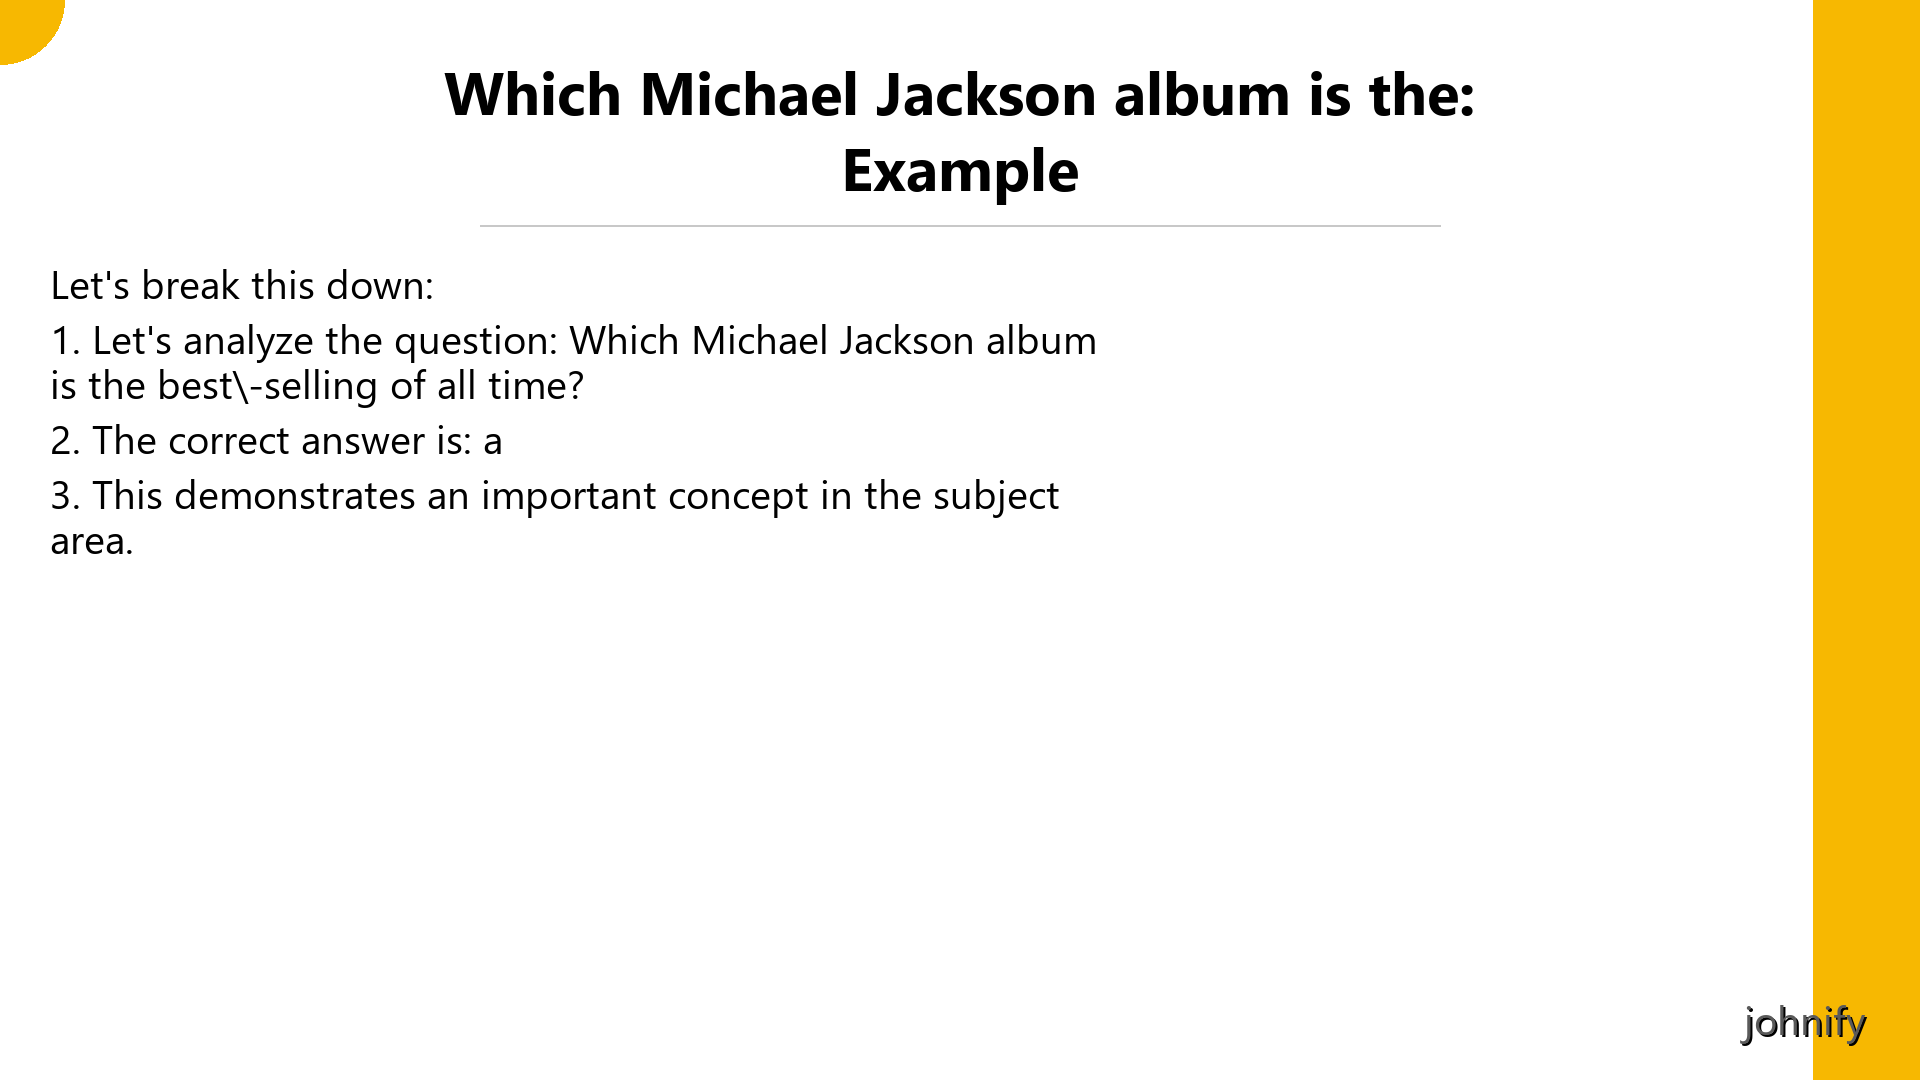 Which Michael Jackson album is the:
Example
Let's break this down:
1. Let's analyze the question: Which Michael Jackson album
is the best\-selling of all time?
2. The correct answer is: a
3. This demonstrates an important concept in the subject
area.
johnify